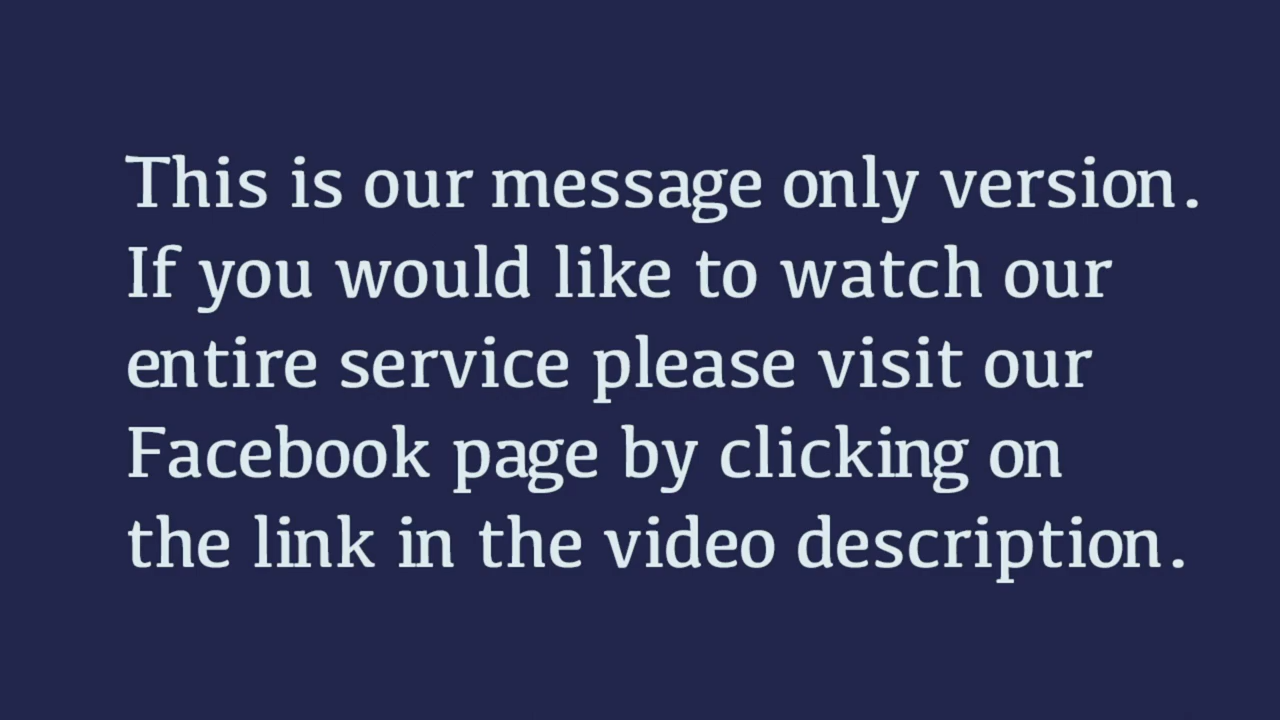 This is our message only version.
If you would like to watch our
entire service please visit our
Facebook page by clicking on
the link in the video description.